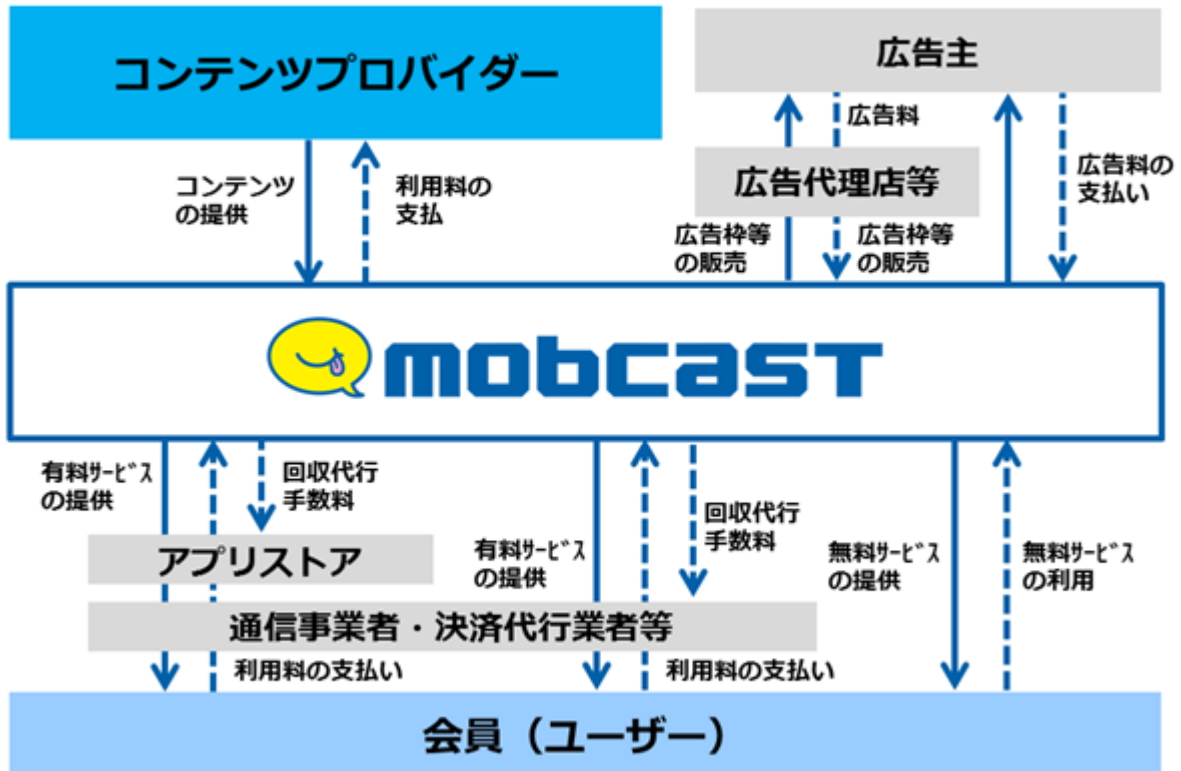 コンテンツプロバイダー
広告主
コンテンツ
の提供
利用料の
支払
広告料
広告代理店等
広告料の
支払い
広告枠等
の販売
広告枠等
の販売
mobcast
有料ｻｰﾋﾞｽ
の提供
回収代行
手数料
アプリストア
有料ｻｰﾋﾞｽ
の提供
回収代行
手数料
無料ｻｰﾋﾞｽ
の提供
無料ｻｰﾋﾞｽ
の利用
通信事業者・決済代行業者等
利用料の支払い
利用料の支払い
会員（ユーザー）